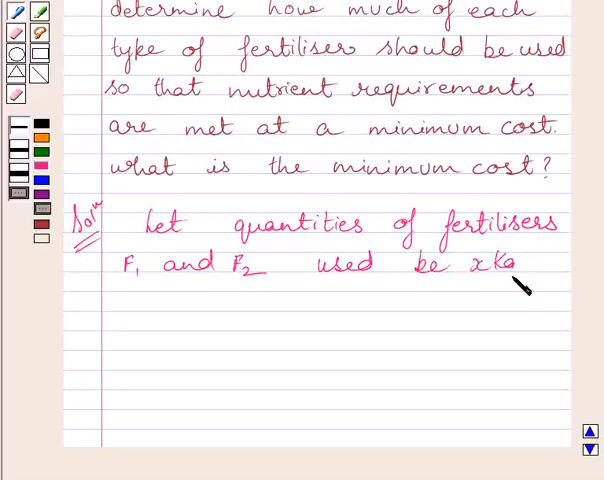 determine how much of each
type of fertiliser should be used
so that nutrient requirements
are met at a minimum cost.
what is the minimum cost?
Solⁿ Let quantities of fertilisers
F₁ and F₂ used be x Kg